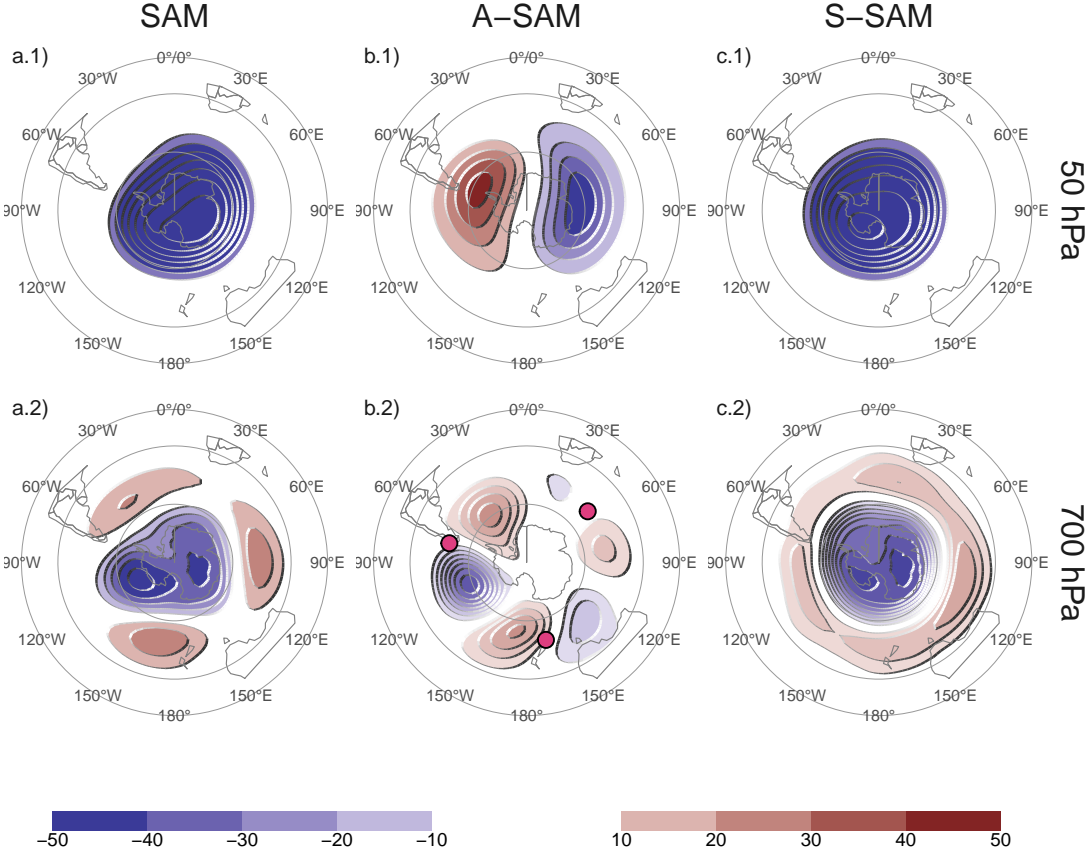 SAM A−SAM S−SAM
a.1) b.1) c.1)
0°/0° 0°/0° 0°/0°
30°W 30°E 30°W 30°E 30°W 30°E
60°W 60°E 60°W 60°E 60°W 60°E
50 hPa
90°W 90°E 90°W 90°E 90°W 90°E
120°W 120°E 120°W 120°E 120°W 120°E
150°W 150°E 150°W 150°E 150°W 150°E
180° 180° 180°
a.2) b.2) c.2)
0°/0° 0°/0° 0°/0°
30°W 30°E 30°W 30°E 30°W 30°E
60°W 60°E 60°W 60°E 60°W 60°E
700 hPa
90°W 90°E 90°W 90°E 90°W 90°E
120°W 120°E 120°W 120°E 120°W 120°E
150°W 150°E 150°W 150°E 150°W 150°E
180° 180° 180°
−50 −40 −30 −20 −10 10 20 30 40 50